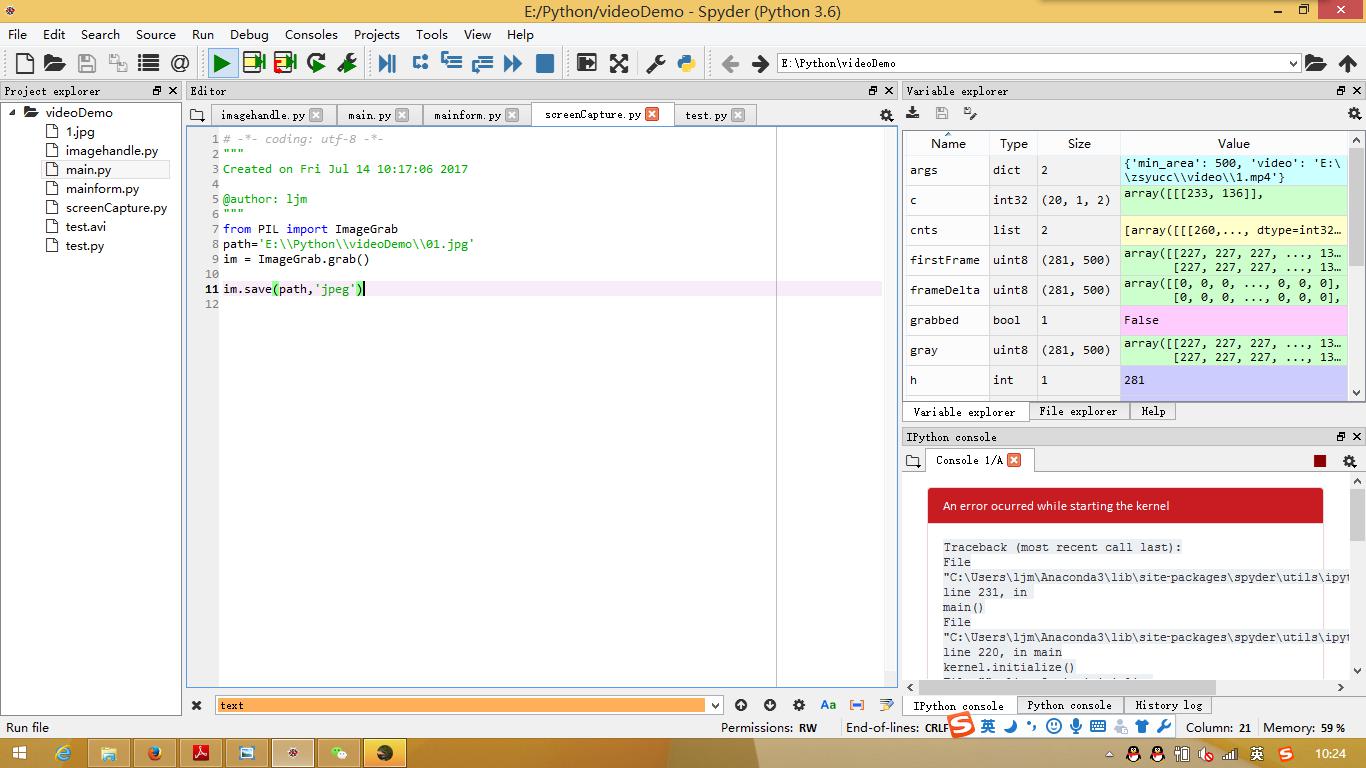 E:/Python/videoDemo - Spyder (Python 3.6)
File Edit Search Source Run Debug Consoles Projects Tools View Help
E:\Python\videoDemo
Project explorer
videoDemo
1.jpg
imagehandle.py
main.py
mainform.py
screenCapture.py
test.avi
test.py
Editor
imagehandle.py main.py mainform.py screenCapture.py test.py
1 # -*- coding: utf-8 -*-
2 """
3 Created on Fri Jul 14 10:17:06 2017
4
5 @author: ljm
6 """
7 from PIL import ImageGrab
8 path='E:\\Python\\videoDemo\\01.jpg'
9 im = ImageGrab.grab()
10
11 im.save(path,'jpeg')
12
text
Aa
Variable explorer
Name Type Size Value
args dict 2 {'min_area': 500, 'video': 'E:\
\zsyucc\\video\\1.mp4'}
c int32 (20, 1, 2) array([[[233, 136]],
cnts list 2 [array([[[260,..., dtype=int32…
firstFrame uint8 (281, 500) array([[227, 227, 227, ..., 13…
[227, 227, 227, ..., 13…
frameDelta uint8 (281, 500) array([[0, 0, 0, ..., 0, 0, 0],
[0, 0, 0, ..., 0, 0, 0],
grabbed bool 1 False
gray uint8 (281, 500) array([[227, 227, 227, ..., 13…
[227, 227, 227, ..., 13…
h int 1 281
Variable explorer File explorer Help
IPython console
Console 1/A
An error ocurred while starting the kernel
Traceback (most recent call last):
File
"C:\Users\ljm\Anaconda3\lib\site-packages\spyder\utils\ipyt
line 231, in
main()
File
"C:\Users\ljm\Anaconda3\lib\site-packages\spyder\utils\ipyt
line 220, in main
kernel.initialize()
IPython console Python console History log
Run file
Permissions: RW End-of-lines: CRLF
S 英
Column: 21 Memory: 59 %
英 S 10:24